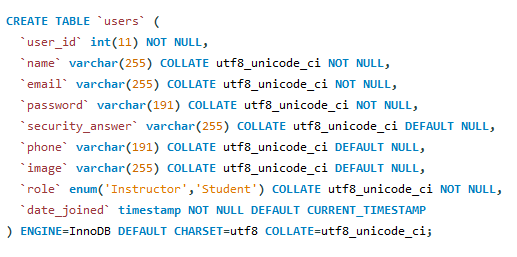 CREATE TABLE `users` (
  `user_id` int(11) NOT NULL,
  `name` varchar(255) COLLATE utf8_unicode_ci NOT NULL,
  `email` varchar(255) COLLATE utf8_unicode_ci NOT NULL,
  `password` varchar(191) COLLATE utf8_unicode_ci NOT NULL,
  `security_answer` varchar(255) COLLATE utf8_unicode_ci DEFAULT NULL,
  `phone` varchar(191) COLLATE utf8_unicode_ci DEFAULT NULL,
  `image` varchar(255) COLLATE utf8_unicode_ci DEFAULT NULL,
  `role` enum('Instructor','Student') COLLATE utf8_unicode_ci NOT NULL,
  `date_joined` timestamp NOT NULL DEFAULT CURRENT_TIMESTAMP
) ENGINE=InnoDB DEFAULT CHARSET=utf8 COLLATE=utf8_unicode_ci;